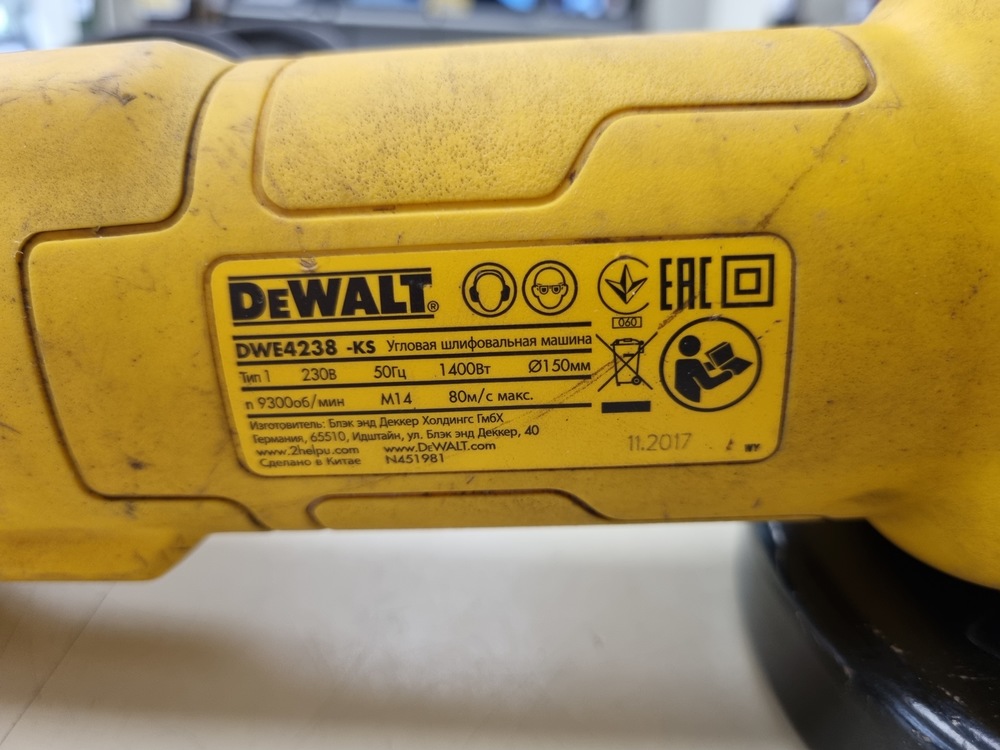 DEWALT®
EAC
060
DWE4238 -KS Угловая шлифовальная машина
Тип 1 230В 50Гц 1400Вт Ø150мм
n 9300об/мин М14 80м/с макс.
Изготовитель: Блэк энд Деккер Холдингс ГмбХ
Германия, 65510, Идштайн, ул. Блэк энд Деккер, 40
www.2helpu.com www.DEWALT.com
Сделано в Китае N451981
11.2017
WY